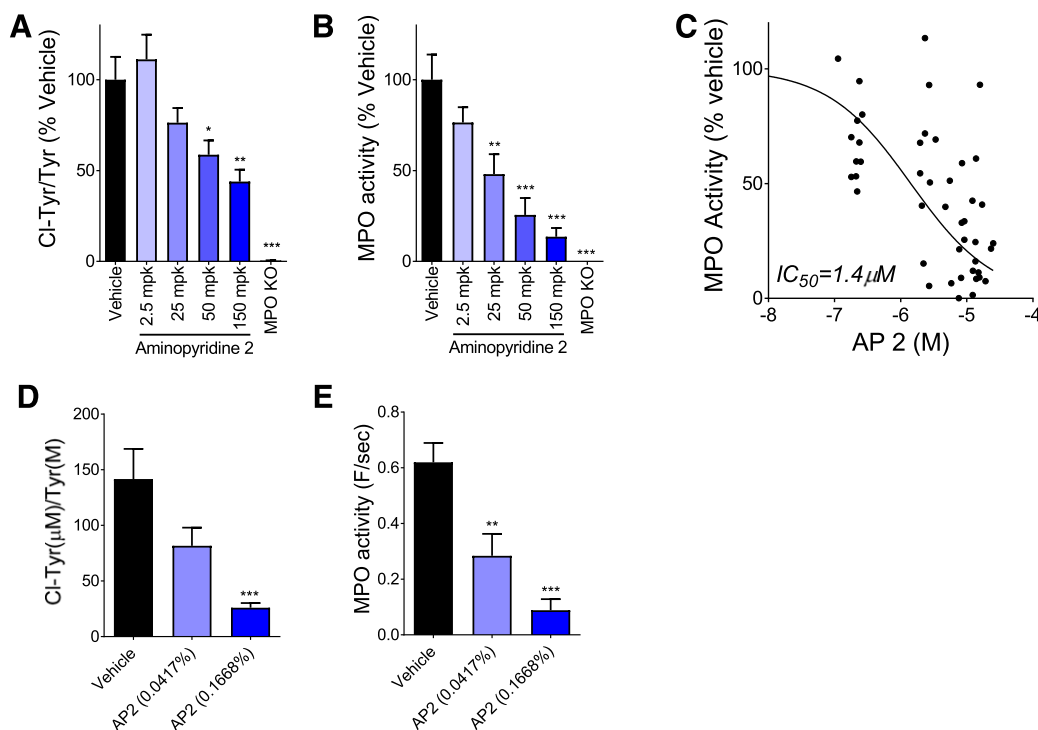 A
Cl-Tyr/Tyr (% Vehicle)
100
50
0
*
**
***
Vehicle
2.5 mpk
25 mpk
50 mpk
150 mpk
MPO KO
Aminopyridine 2
B
MPO activity (% Vehicle)
100
50
0
**
***
***
***
Vehicle
2.5 mpk
25 mpk
50 mpk
150 mpk
MPO KO
Aminopyridine 2
C
MPO Activity (% vehicle)
100
50
0
IC50=1.4μM
-8
-7
-6
-5
-4
AP 2 (M)
D
Cl-Tyr(μM)/Tyr(M)
200
150
100
50
0
***
Vehicle
AP2 (0.0417%)
AP2 (0.1668%)
E
MPO activity (F/sec)
0.8
0.6
0.4
0.2
0.0
**
***
Vehicle
AP2 (0.0417%)
AP2 (0.1668%)